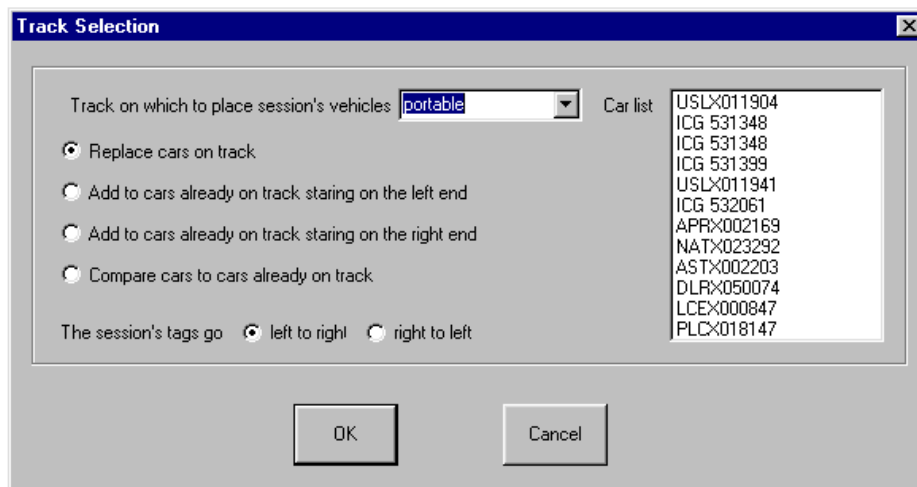 Track Selection
Track on which to place session's vehicles portable Car list
Replace cars on track
Add to cars already on track staring on the left end
Add to cars already on track staring on the right end
Compare cars to cars already on track
The session's tags go left to right right to left
USLX011904
ICG 531348
ICG 531348
ICG 531399
USLX011941
ICG 532061
APRX002169
NATX023292
ASTX002203
DLRX050074
LCEX000847
PLCX018147
OK Cancel